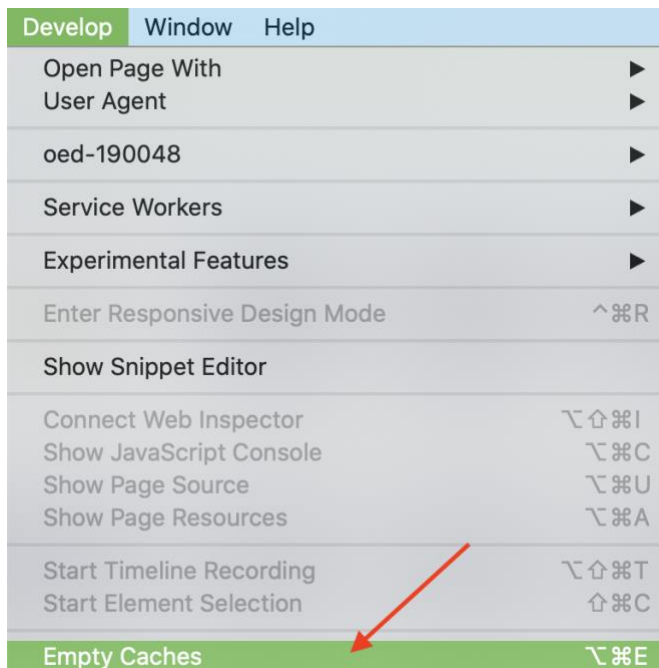 Develop Window Help
Open Page With ▶
User Agent ▶
oed-190048 ▶
Service Workers ▶
Experimental Features ▶
Enter Responsive Design Mode ^⌘R
Show Snippet Editor
Connect Web Inspector ⌥⇧⌘I
Show JavaScript Console ⌥⌘C
Show Page Source ⌥⌘U
Show Page Resources ⌥⌘A
Start Timeline Recording ⌥⇧⌘T
Start Element Selection ⇧⌘C
Empty Caches ⌥⌘E